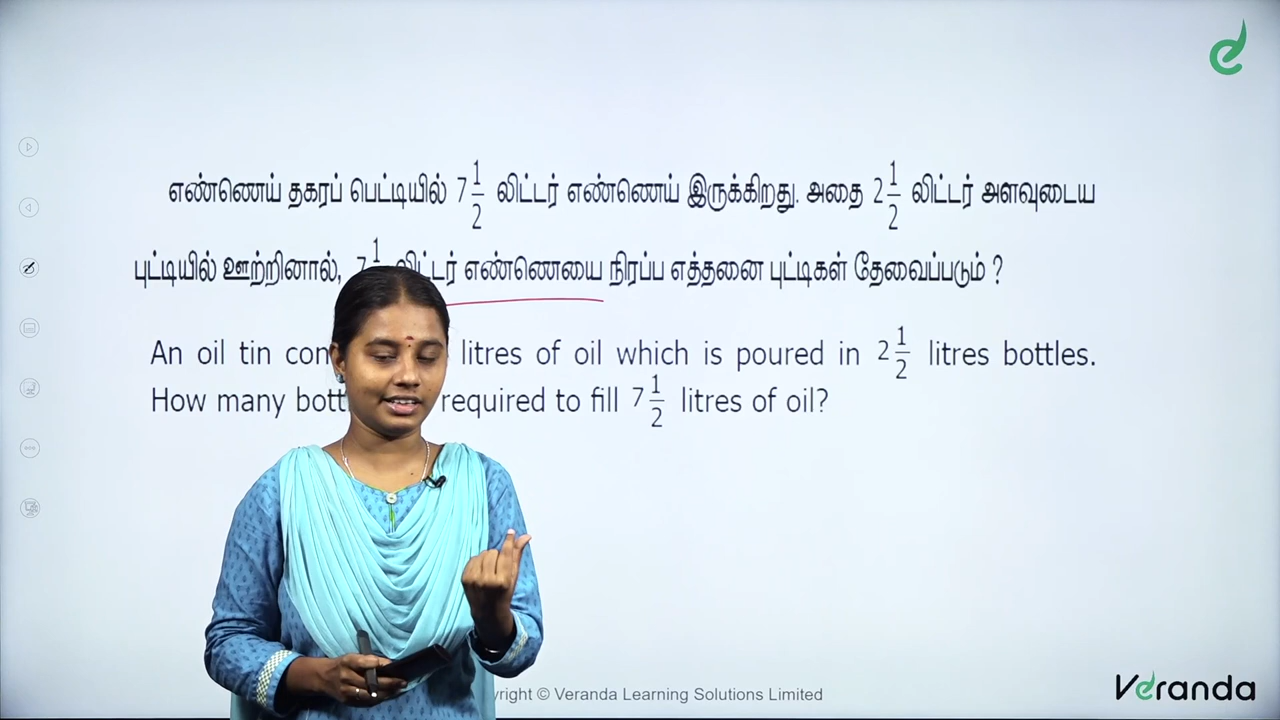 எண்ணெய் தகரப் பெட்டியில் 7 1/2 லிட்டர் எண்ணெய் இருக்கிறது. அதை 2 1/2 லிட்டர் அளவுடைய
புட்டியில் ஊற்றினால், லிட்டர் எண்ணெயை நிரப்ப எத்தனை புட்டிகள் தேவைப்படும் ?
An oil tin litres of oil which is poured in 2 1/2 litres bottles.
How many required to fill 7 1/2 litres of oil?
© Veranda Learning Solutions Limited
Veranda